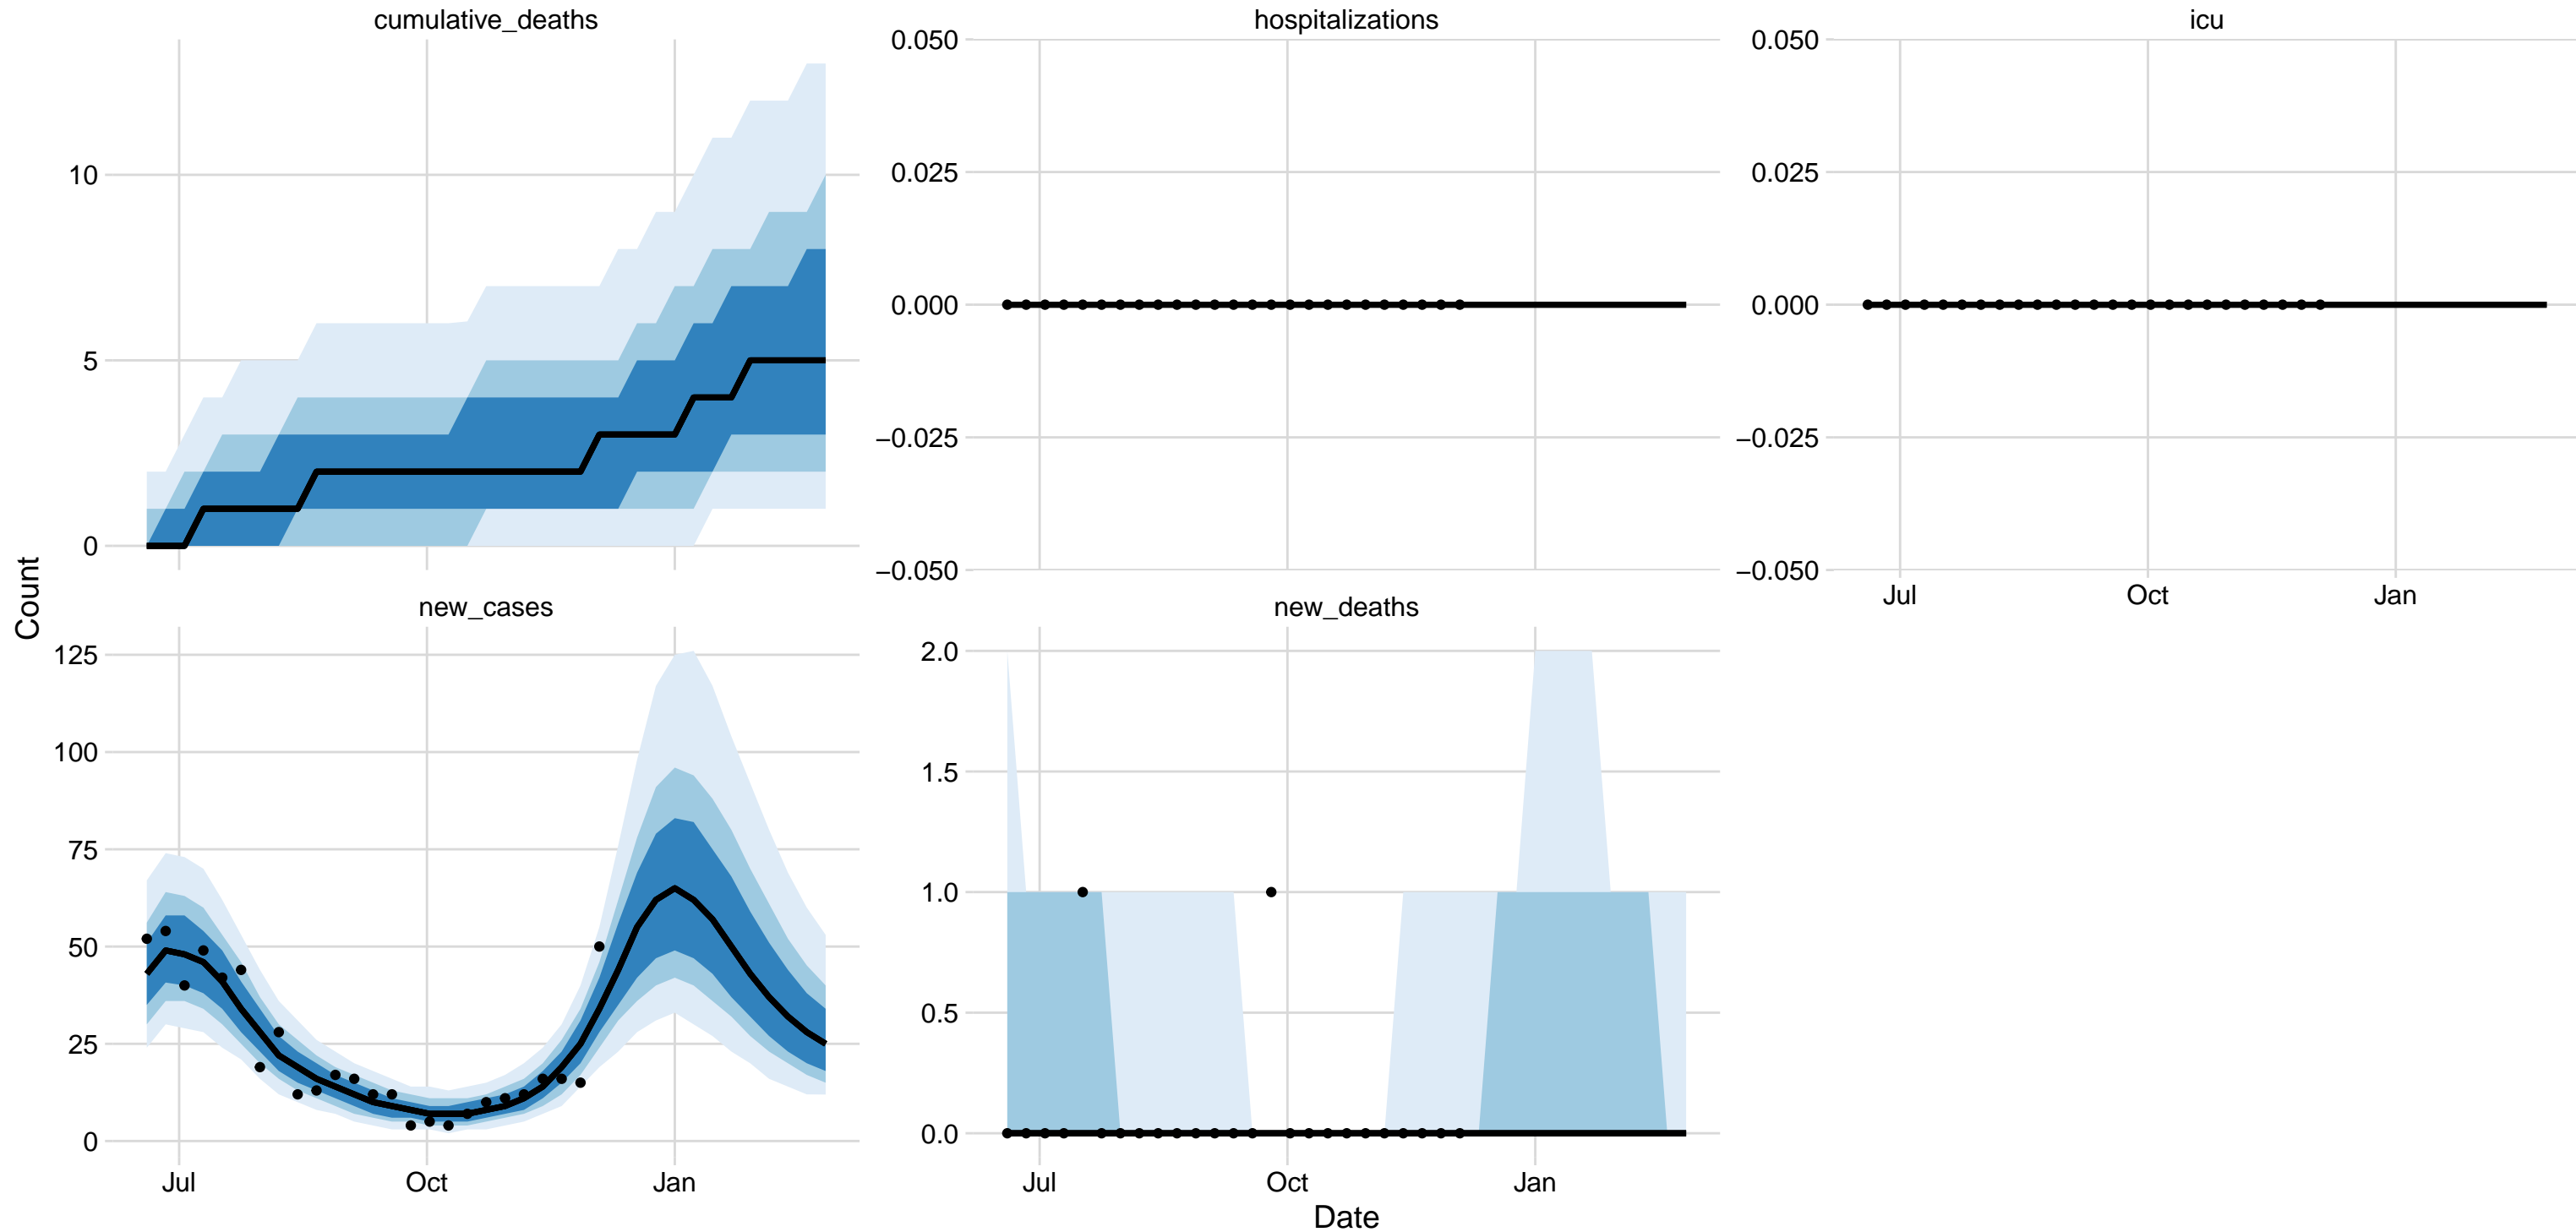 cumulative_deaths
10
5
0
hospitalizations
0.050
0.025
0.000
−0.025
−0.050
icu
0.050
0.025
0.000
−0.025
−0.050
Jul Oct Jan
Count
new_cases
125
100
75
50
25
0
Jul Oct Jan
new_deaths
2.0
1.5
1.0
0.5
0.0
Jul Oct Jan
Date